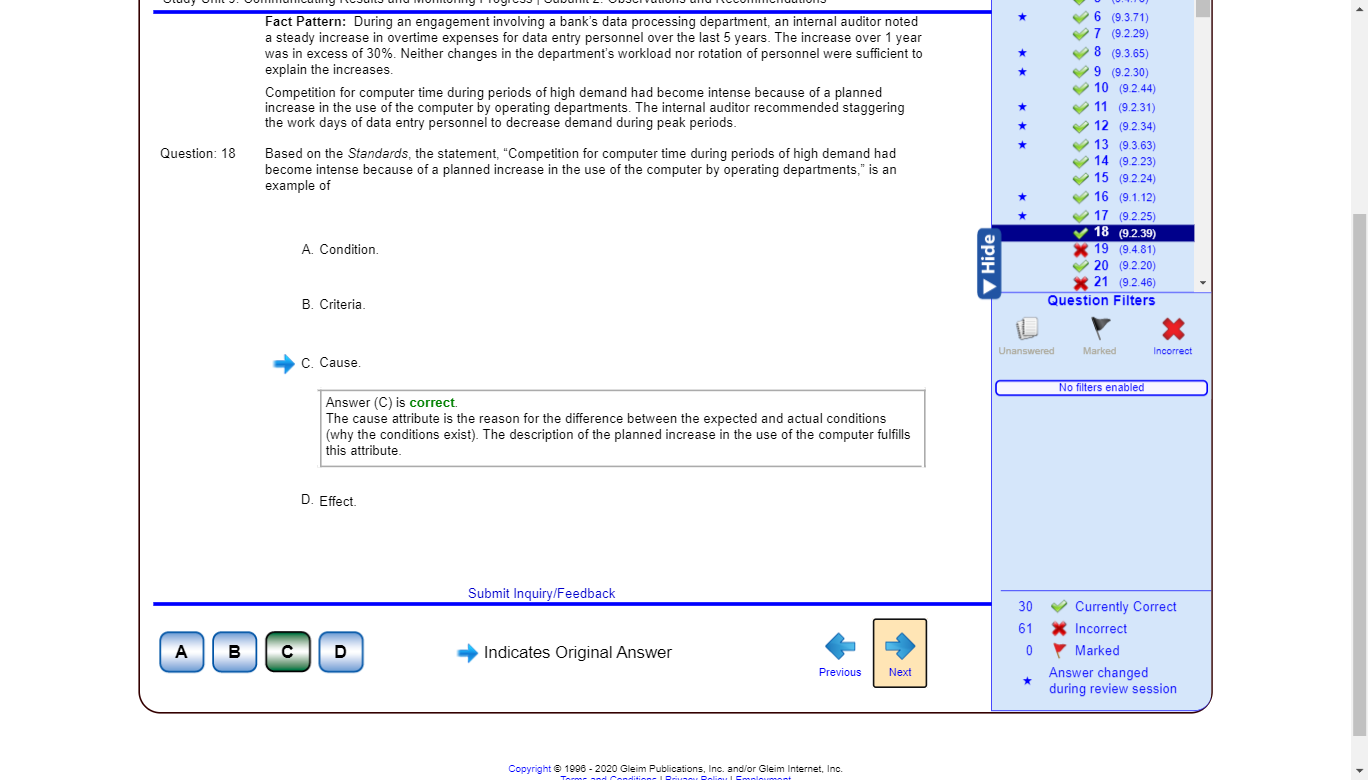 Study Unit 9: Communicating Results and Monitoring Progress | Subunit 2: Observations and Recommendations
Fact Pattern: During an engagement involving a bank's data processing department, an internal auditor noted
a steady increase in overtime expenses for data entry personnel over the last 5 years. The increase over 1 year
was in excess of 30%. Neither changes in the department's workload nor rotation of personnel were sufficient to
explain the increases.
Competition for computer time during periods of high demand had become intense because of a planned
increase in the use of the computer by operating departments. The internal auditor recommended staggering
the work days of data entry personnel to decrease demand during peak periods.
Question: 18
Based on the Standards, the statement, “Competition for computer time during periods of high demand had
become intense because of a planned increase in the use of the computer by operating departments,” is an
example of
A. Condition.
B. Criteria.
C. Cause.
Answer (C) is correct.
The cause attribute is the reason for the difference between the expected and actual conditions
(why the conditions exist). The description of the planned increase in the use of the computer fulfills
this attribute.
D. Effect.
Submit Inquiry/Feedback
A B C D
Indicates Original Answer
Previous
Next
6 (9.3.71)
7 (9.2.29)
8 (9.3.65)
9 (9.2.30)
10 (9.2.44)
11 (9.2.31)
12 (9.2.34)
13 (9.3.63)
14 (9.2.23)
15 (9.2.24)
16 (9.1.12)
17 (9.2.25)
18 (9.2.39)
19 (9.4.81)
20 (9.2.20)
21 (9.2.46)
Hide
Question Filters
Unanswered
Marked
Incorrect
No filters enabled
30 Currently Correct
61 Incorrect
0 Marked
Answer changed
during review session
Copyright © 1996 - 2020 Gleim Publications, Inc. and/or Gleim Internet, Inc.
Terms and Conditions | Privacy Policy | Employment